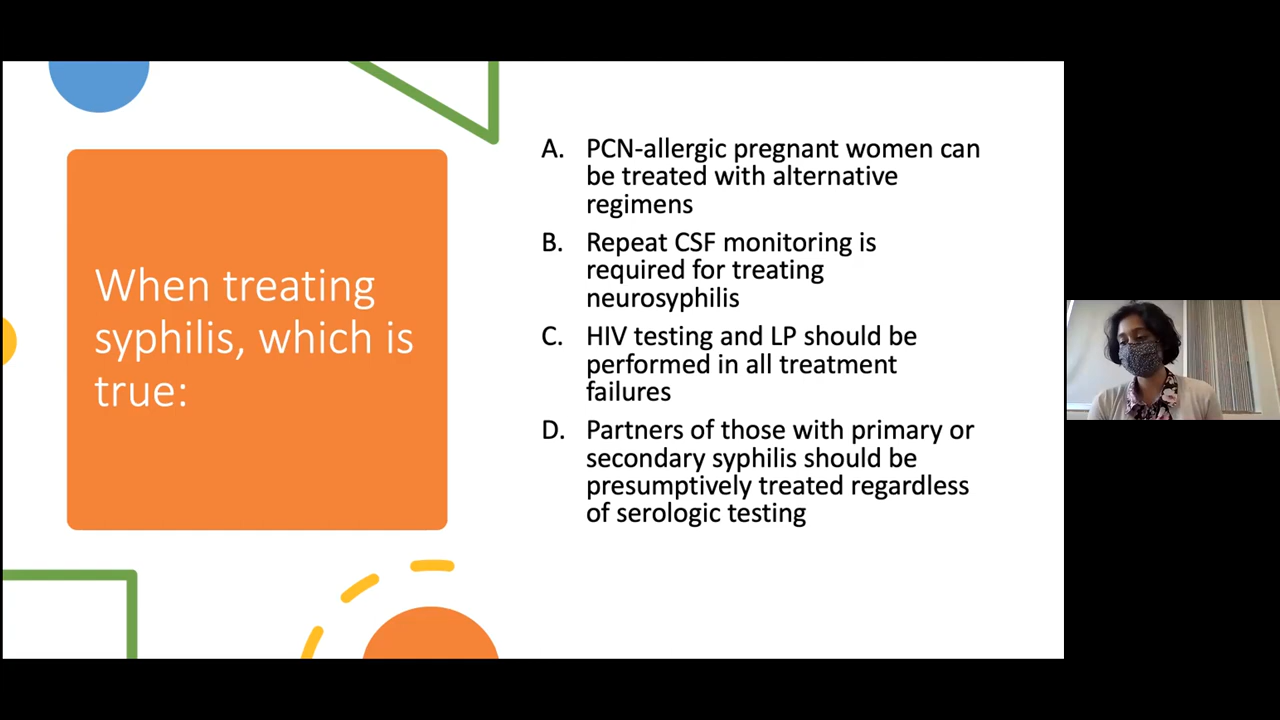 When treating
syphilis, which is
true:
A. PCN-allergic pregnant women can
be treated with alternative
regimens
B. Repeat CSF monitoring is
required for treating
neurosyphilis
C. HIV testing and LP should be
performed in all treatment
failures
D. Partners of those with primary or
secondary syphilis should be
presumptively treated regardless
of serologic testing